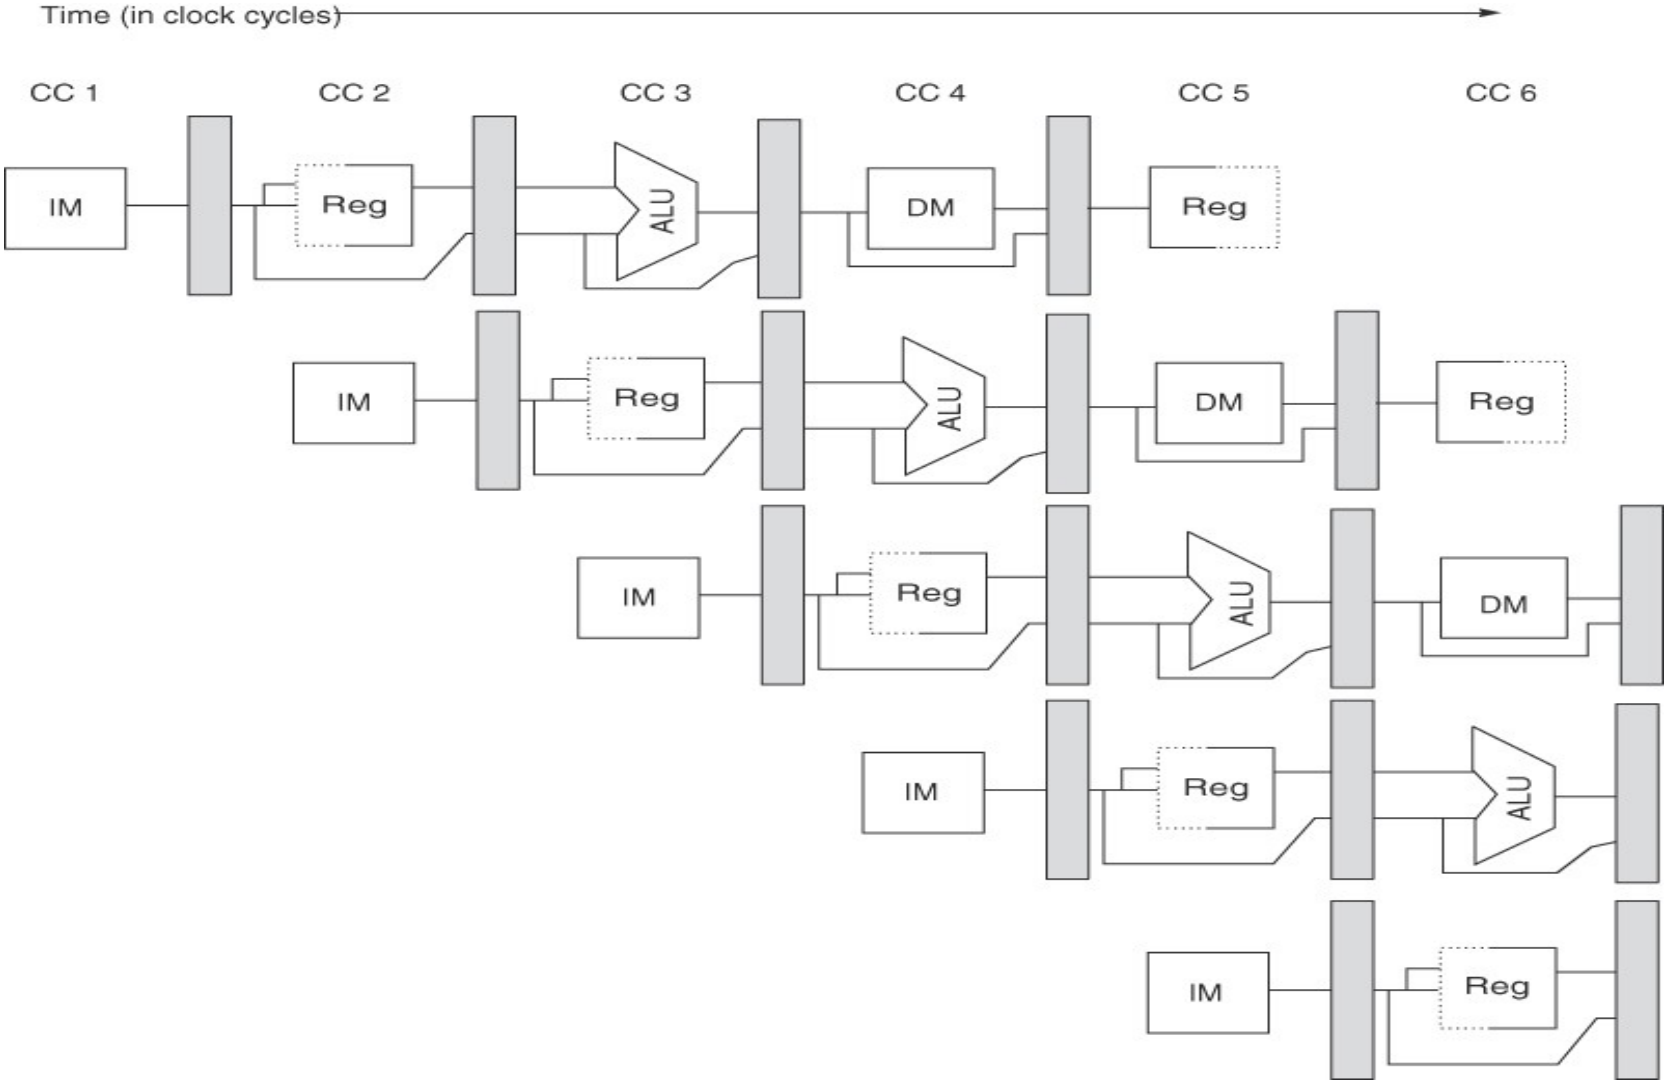 Time (in clock cycles)
CC 1 CC 2 CC 3 CC 4 CC 5 CC 6
IM Reg ALU DM Reg
IM Reg ALU DM Reg
IM Reg ALU DM
IM Reg ALU
IM Reg